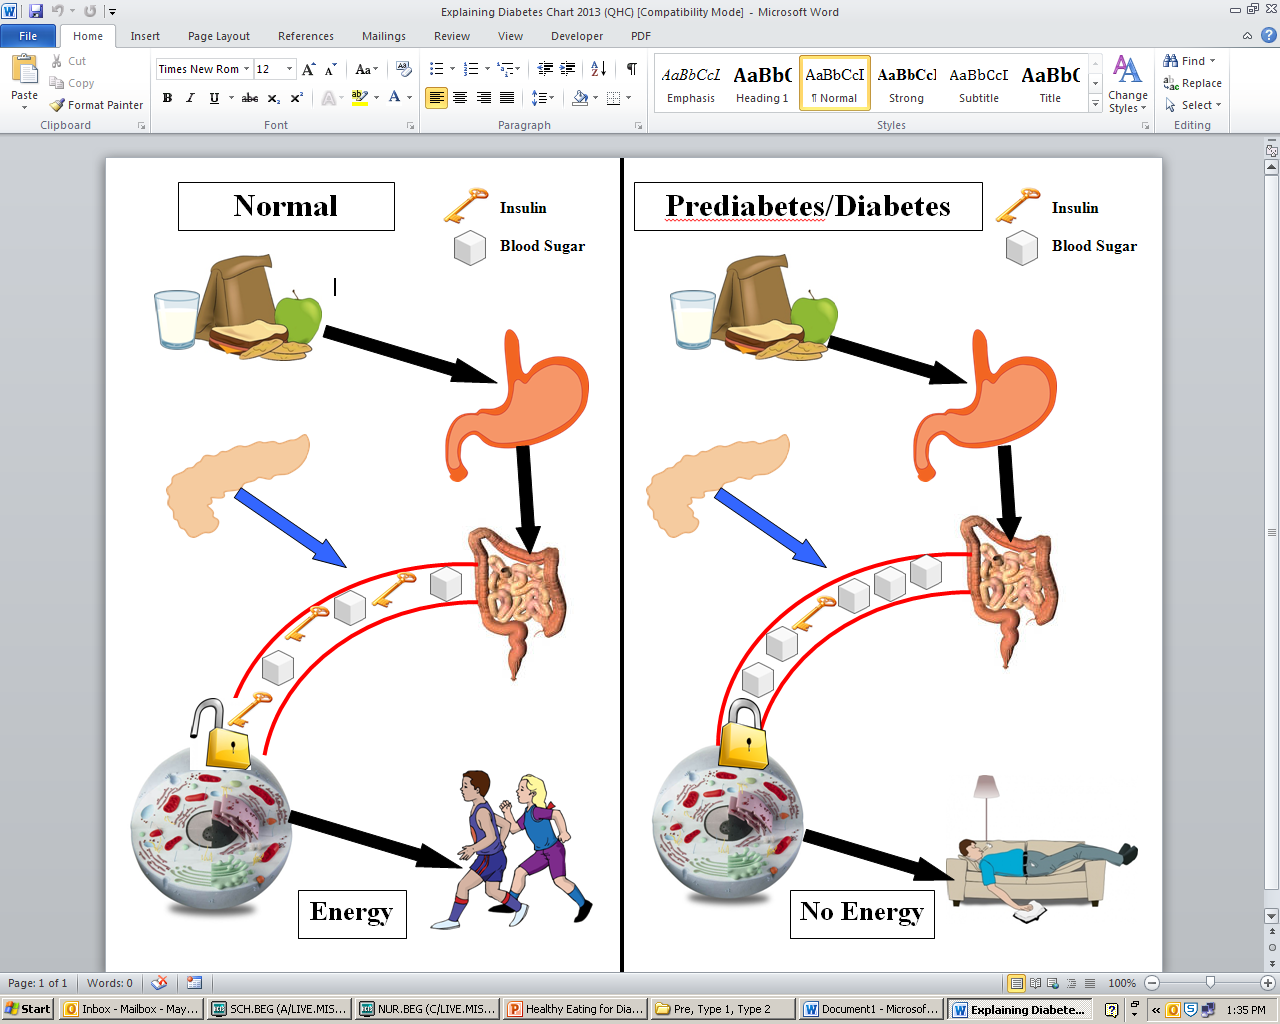 Explaining Diabetes Chart 2013 (QHC) [Compatibility Mode] - Microsoft Word
File Home Insert Page Layout References Mailings Review View Developer PDF
Paste
Cut
Copy
Format Painter
Clipboard
Times New Rom 12
Font
Paragraph
AaBbCcI AaBbC AaBbCcI AaBbCcI AaBbCcI AaBbC
Emphasis Heading 1 ¶ Normal Strong Subtitle Title
Change Styles
Styles
Find
Replace
Select
Editing
Normal
Insulin
Blood Sugar
Energy
Prediabetes/Diabetes
Insulin
Blood Sugar
No Energy
Page: 1 of 1 Words: 0 100%
Start Inbox - Mailbox - May... SCH.BEG (A/LIVE.MIS... NUR.BEG (C/LIVE.MIS... Healthy Eating for Dia... Pre, Type 1, Type 2 Document1 - Microsof... Explaining Diabete... 1:35 PM